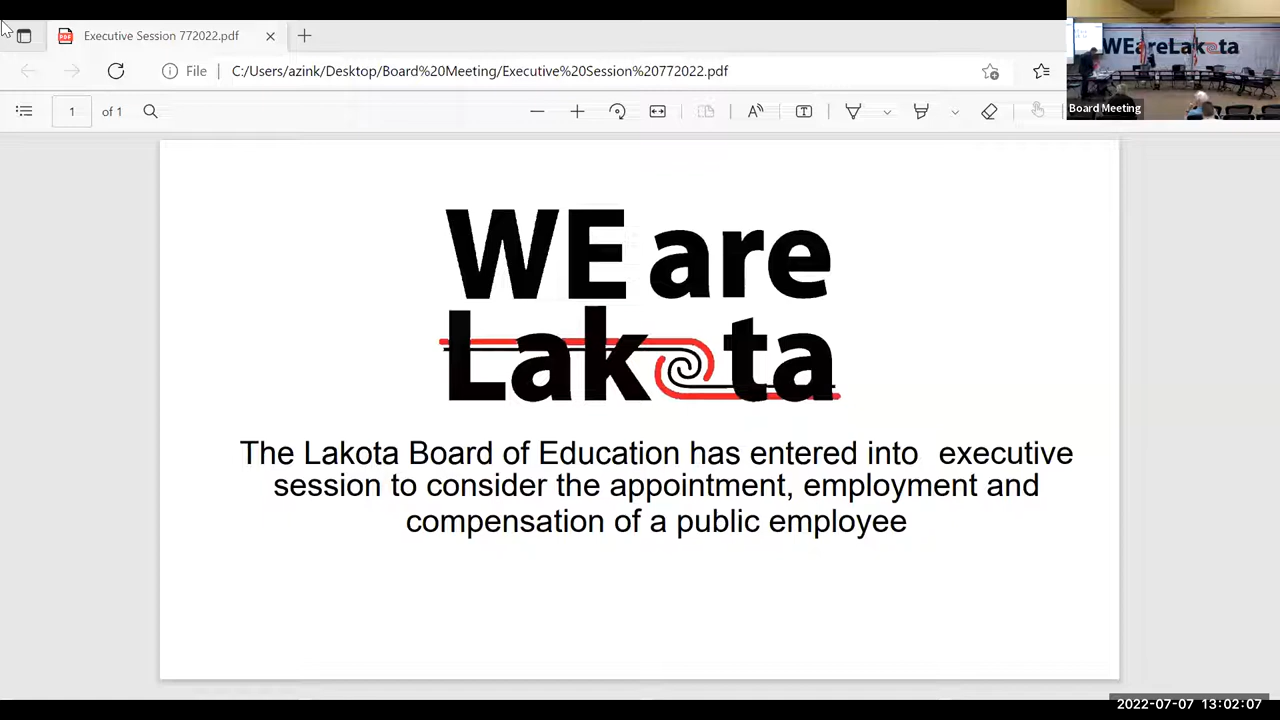 Executive Session 772022.pdf
File
C:/Users/azink/Desktop/Board%20Meeting/Executive%20Session%20772022.pdf
1 of 1
WEareLakota
Board Meeting
WE are
Lakota
The Lakota Board of Education has entered into executive
session to consider the appointment, employment and
compensation of a public employee
2022-07-07 13:02:07